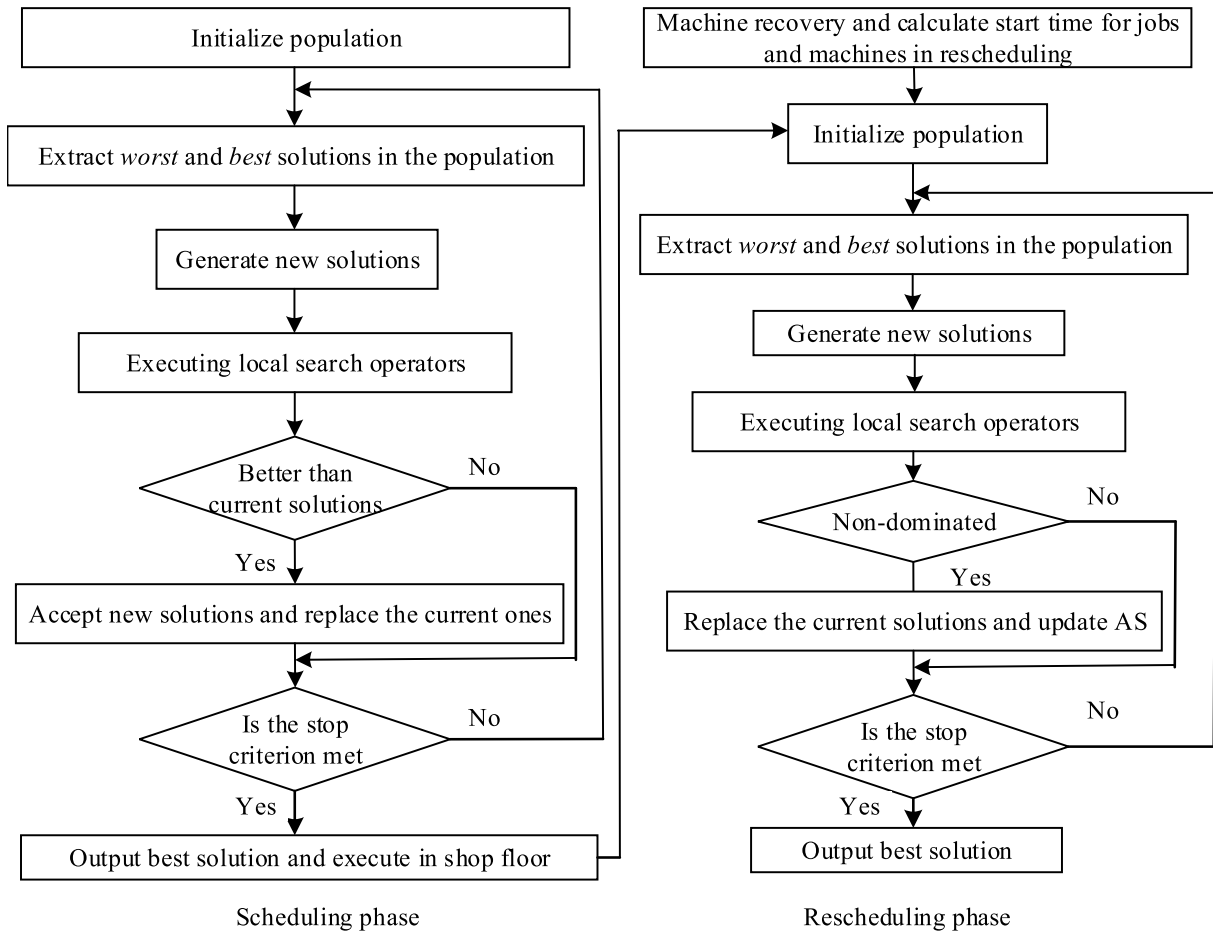 Initialize population
Extract worst and best solutions in the population
Generate new solutions
Executing local search operators
Better than
current solutions
No
Yes
Accept new solutions and replace the current ones
Is the stop
criterion met
No
Yes
Output best solution and execute in shop floor
Scheduling phase
Machine recovery and calculate start time for jobs
and machines in rescheduling
Initialize population
Extract worst and best solutions in the population
Generate new solutions
Executing local search operators
Non-dominated
No
Yes
Replace the current solutions and update AS
Is the stop
criterion met
No
Yes
Output best solution
Rescheduling phase